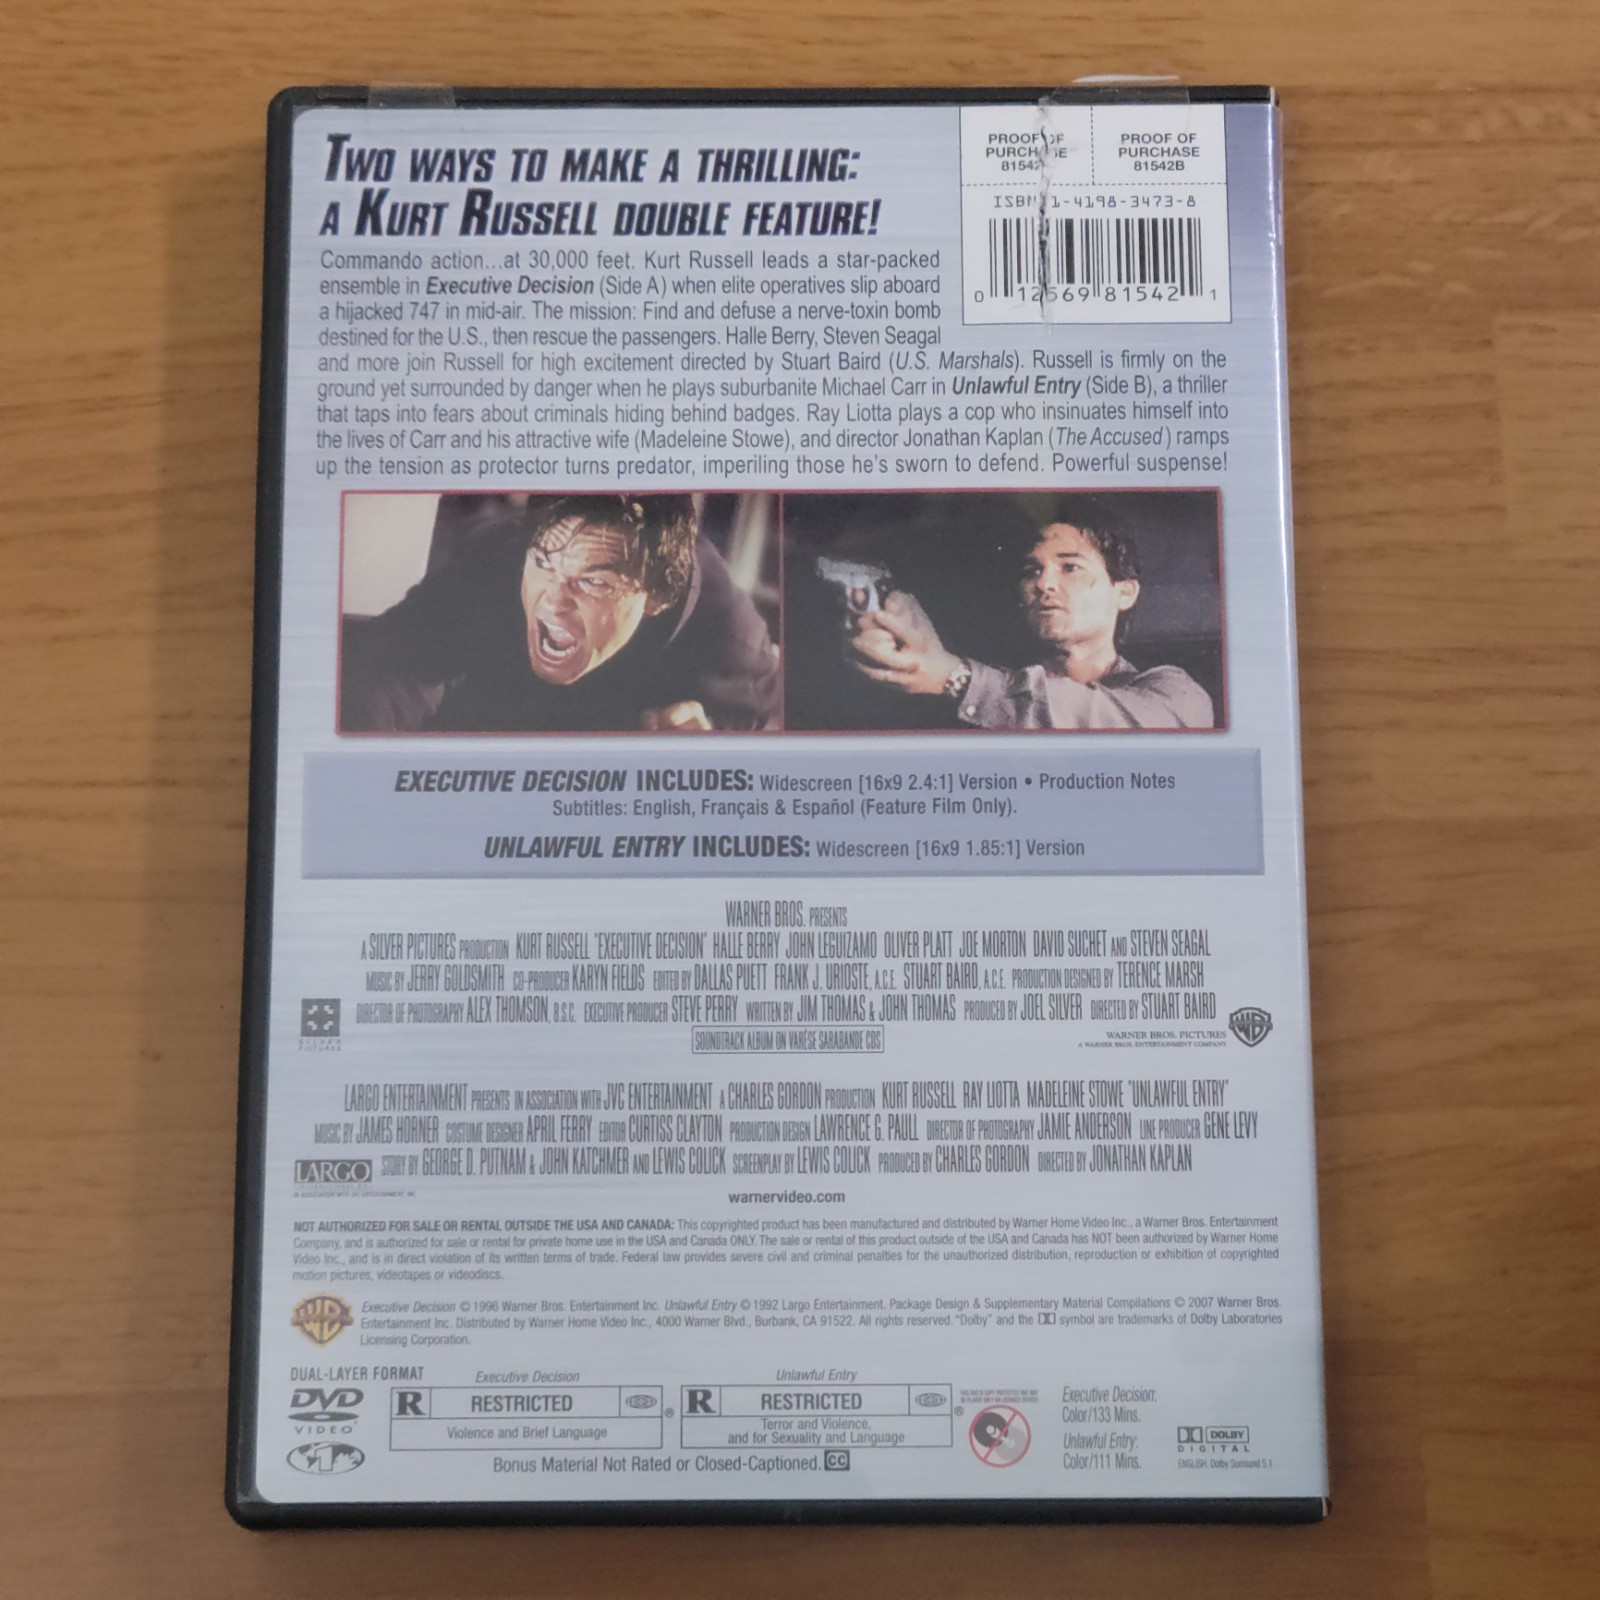 TWO WAYS TO MAKE A THRILLING:
A KURT RUSSELL DOUBLE FEATURE!
PROOF OF PURCHASE 81542
PROOF OF PURCHASE 81542B
ISBN 1-4198-3473-8
0 12569 81542 1
Commando action...at 30,000 feet. Kurt Russell leads a star-packed
ensemble in Executive Decision (Side A) when elite operatives slip aboard
a hijacked 747 in mid-air. The mission: Find and defuse a nerve-toxin bomb
destined for the U.S., then rescue the passengers. Halle Berry, Steven Seagal
and more join Russell for high excitement directed by Stuart Baird (U.S. Marshals). Russell is firmly on the
ground yet surrounded by danger when he plays suburbanite Michael Carr in Unlawful Entry (Side B), a thriller
that taps into fears about criminals hiding behind badges. Ray Liotta plays a cop who insinuates himself into
the lives of Carr and his attractive wife (Madeleine Stowe), and director Jonathan Kaplan (The Accused) ramps
up the tension as protector turns predator, imperiling those he's sworn to defend. Powerful suspense!
EXECUTIVE DECISION INCLUDES: Widescreen [16x9 2.4:1] Version • Production Notes
Subtitles: English, Français & Español (Feature Film Only).
UNLAWFUL ENTRY INCLUDES: Widescreen [16x9 1.85:1] Version
WARNER BROS. PRESENTS
A SILVER PICTURES PRODUCTION KURT RUSSELL "EXECUTIVE DECISION" HALLE BERRY JOHN LEGUIZAMO OLIVER PLATT JOE MORTON DAVID SUCHET AND STEVEN SEAGAL
MUSIC BY JERRY GOLDSMITH CO-PRODUCER KARYN FIELDS EDITED BY DALLAS PUETT FRANK J. URIOSTE, A.C.E. STUART BAIRD, A.C.E. PRODUCTION DESIGNED BY TERENCE MARSH
DIRECTOR OF PHOTOGRAPHY ALEX THOMSON, B.S.C. EXECUTIVE PRODUCER STEVE PERRY WRITTEN BY JIM THOMAS & JOHN THOMAS PRODUCED BY JOEL SILVER DIRECTED BY STUART BAIRD
SILVER PICTURES
SOUNDTRACK ALBUM ON VARÈSE SARABANDE CDS
WARNER BROS. PICTURES
A WARNER BROS. ENTERTAINMENT COMPANY
WB
LARGO ENTERTAINMENT PRESENTS IN ASSOCIATION WITH JVC ENTERTAINMENT A CHARLES GORDON PRODUCTION KURT RUSSELL RAY LIOTTA MADELEINE STOWE "UNLAWFUL ENTRY"
MUSIC BY JAMES HORNER COSTUME DESIGNER APRIL FERRY EDITOR CURTISS CLAYTON PRODUCTION DESIGN LAWRENCE G. PAULL DIRECTOR OF PHOTOGRAPHY JAMIE ANDERSON LINE PRODUCER GENE LEVY
LARGO
STORY BY GEORGE D. PUTNAM & JOHN KATCHMER AND LEWIS COLICK SCREENPLAY BY LEWIS COLICK PRODUCED BY CHARLES GORDON DIRECTED BY JONATHAN KAPLAN
warnervideo.com
NOT AUTHORIZED FOR SALE OR RENTAL OUTSIDE THE USA AND CANADA: This copyrighted product has been manufactured and distributed by Warner Home Video Inc., a Warner Bros. Entertainment
Company, and is authorized for sale or rental for private home use in the USA and Canada ONLY. The sale or rental of this product outside of the USA and Canada has NOT been authorized by Warner Home
Video Inc., and is in direct violation of its written terms of trade. Federal law provides severe civil and criminal penalties for the unauthorized distribution, reproduction or exhibition of copyrighted
motion pictures, videotapes or videodiscs.
WB
Executive Decision © 1996 Warner Bros. Entertainment Inc. Unlawful Entry © 1992 Largo Entertainment. Package Design & Supplementary Material Compilations © 2007 Warner Bros.
Entertainment Inc. Distributed by Warner Home Video Inc., 4000 Warner Blvd., Burbank, CA 91522. All rights reserved. "Dolby" and the symbol are trademarks of Dolby Laboratories
Licensing Corporation.
DUAL-LAYER FORMAT
DVD
VIDEO
1
Executive Decision
R RESTRICTED ®
Violence and Brief Language
Unlawful Entry
R RESTRICTED ®
Terror and Violence,
and for Sexuality and Language
Bonus Material Not Rated or Closed-Captioned. CC
Executive Decision:
Color/133 Mins.
Unlawful Entry:
Color/111 Mins.
DOLBY
DIGITAL
ENGLISH: Dolby Surround 5.1